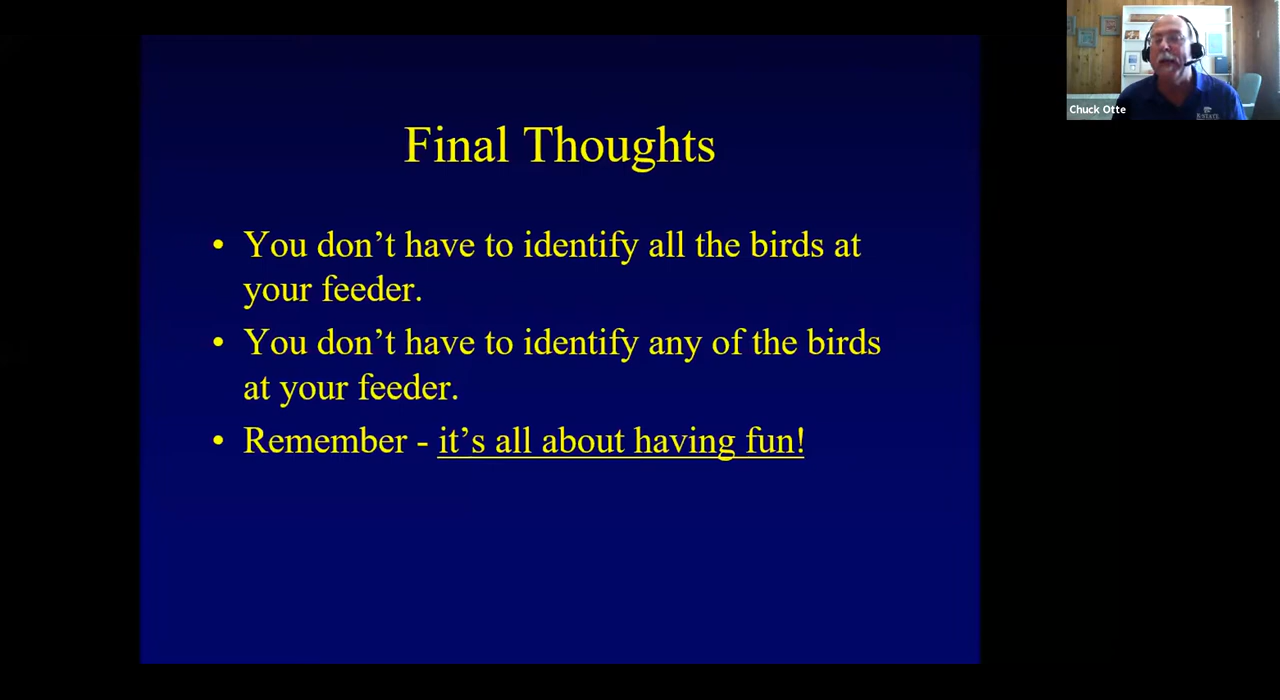 Final Thoughts
• You don’t have to identify all the birds at
your feeder.
• You don’t have to identify any of the birds
at your feeder.
• Remember - it’s all about having fun!
Chuck Otte
K-STATE